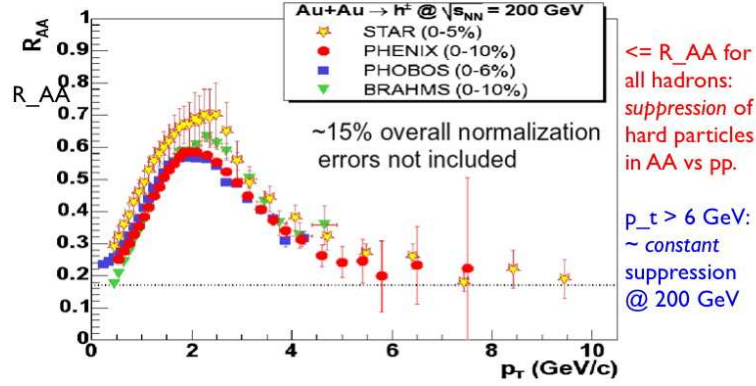 Au+Au → h± @ √sNN = 200 GeV
STAR (0-5%)
PHENIX (0-10%)
PHOBOS (0-6%)
BRAHMS (0-10%)
~15% overall normalization
errors not included
RAA
R_AA
1
0.9
0.8
0.7
0.6
0.5
0.4
0.3
0.2
0.1
0
0
2
4
6
8
10
pT (GeV/c)
<= R_AA for
all hadrons:
suppression of
hard particles
in AA vs pp.
p_t > 6 GeV:
~ constant
suppression
@ 200 GeV